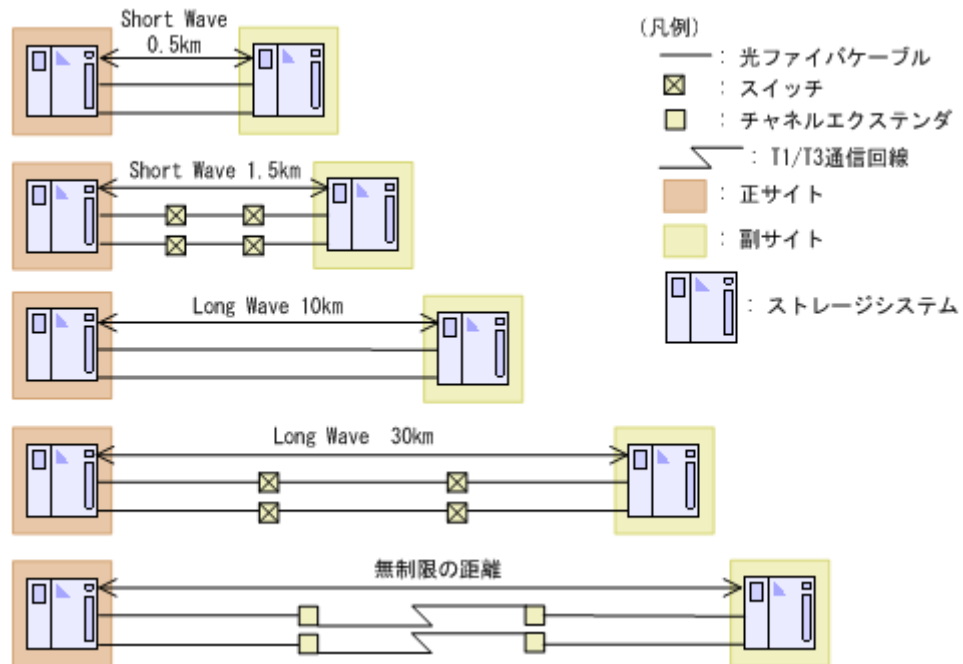 Short Wave
0.5km
Short Wave 1.5km
Long Wave 10km
Long Wave 30km
無制限の距離
(凡例)
: 光ファイバケーブル
: スイッチ
: チャネルエクステンダ
: T1/T3通信回線
: 正サイト
: 副サイト
: ストレージシステム